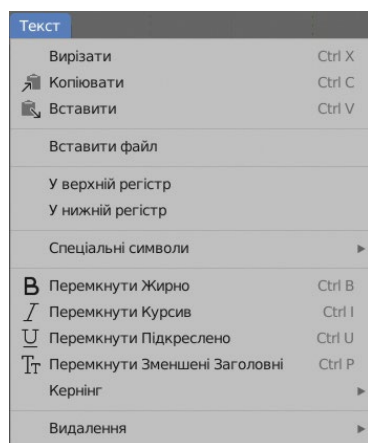 Текст
Вирізати Ctrl X
Копіювати Ctrl C
Вставити Ctrl V
Вставити файл
У верхній регістр
У нижній регістр
Спеціальні символи
Перемкнути Жирно Ctrl B
Перемкнути Курсив Ctrl I
Перемкнути Підкреслено Ctrl U
Перемкнути Зменшені Заголовні Ctrl P
Кернінг
Видалення